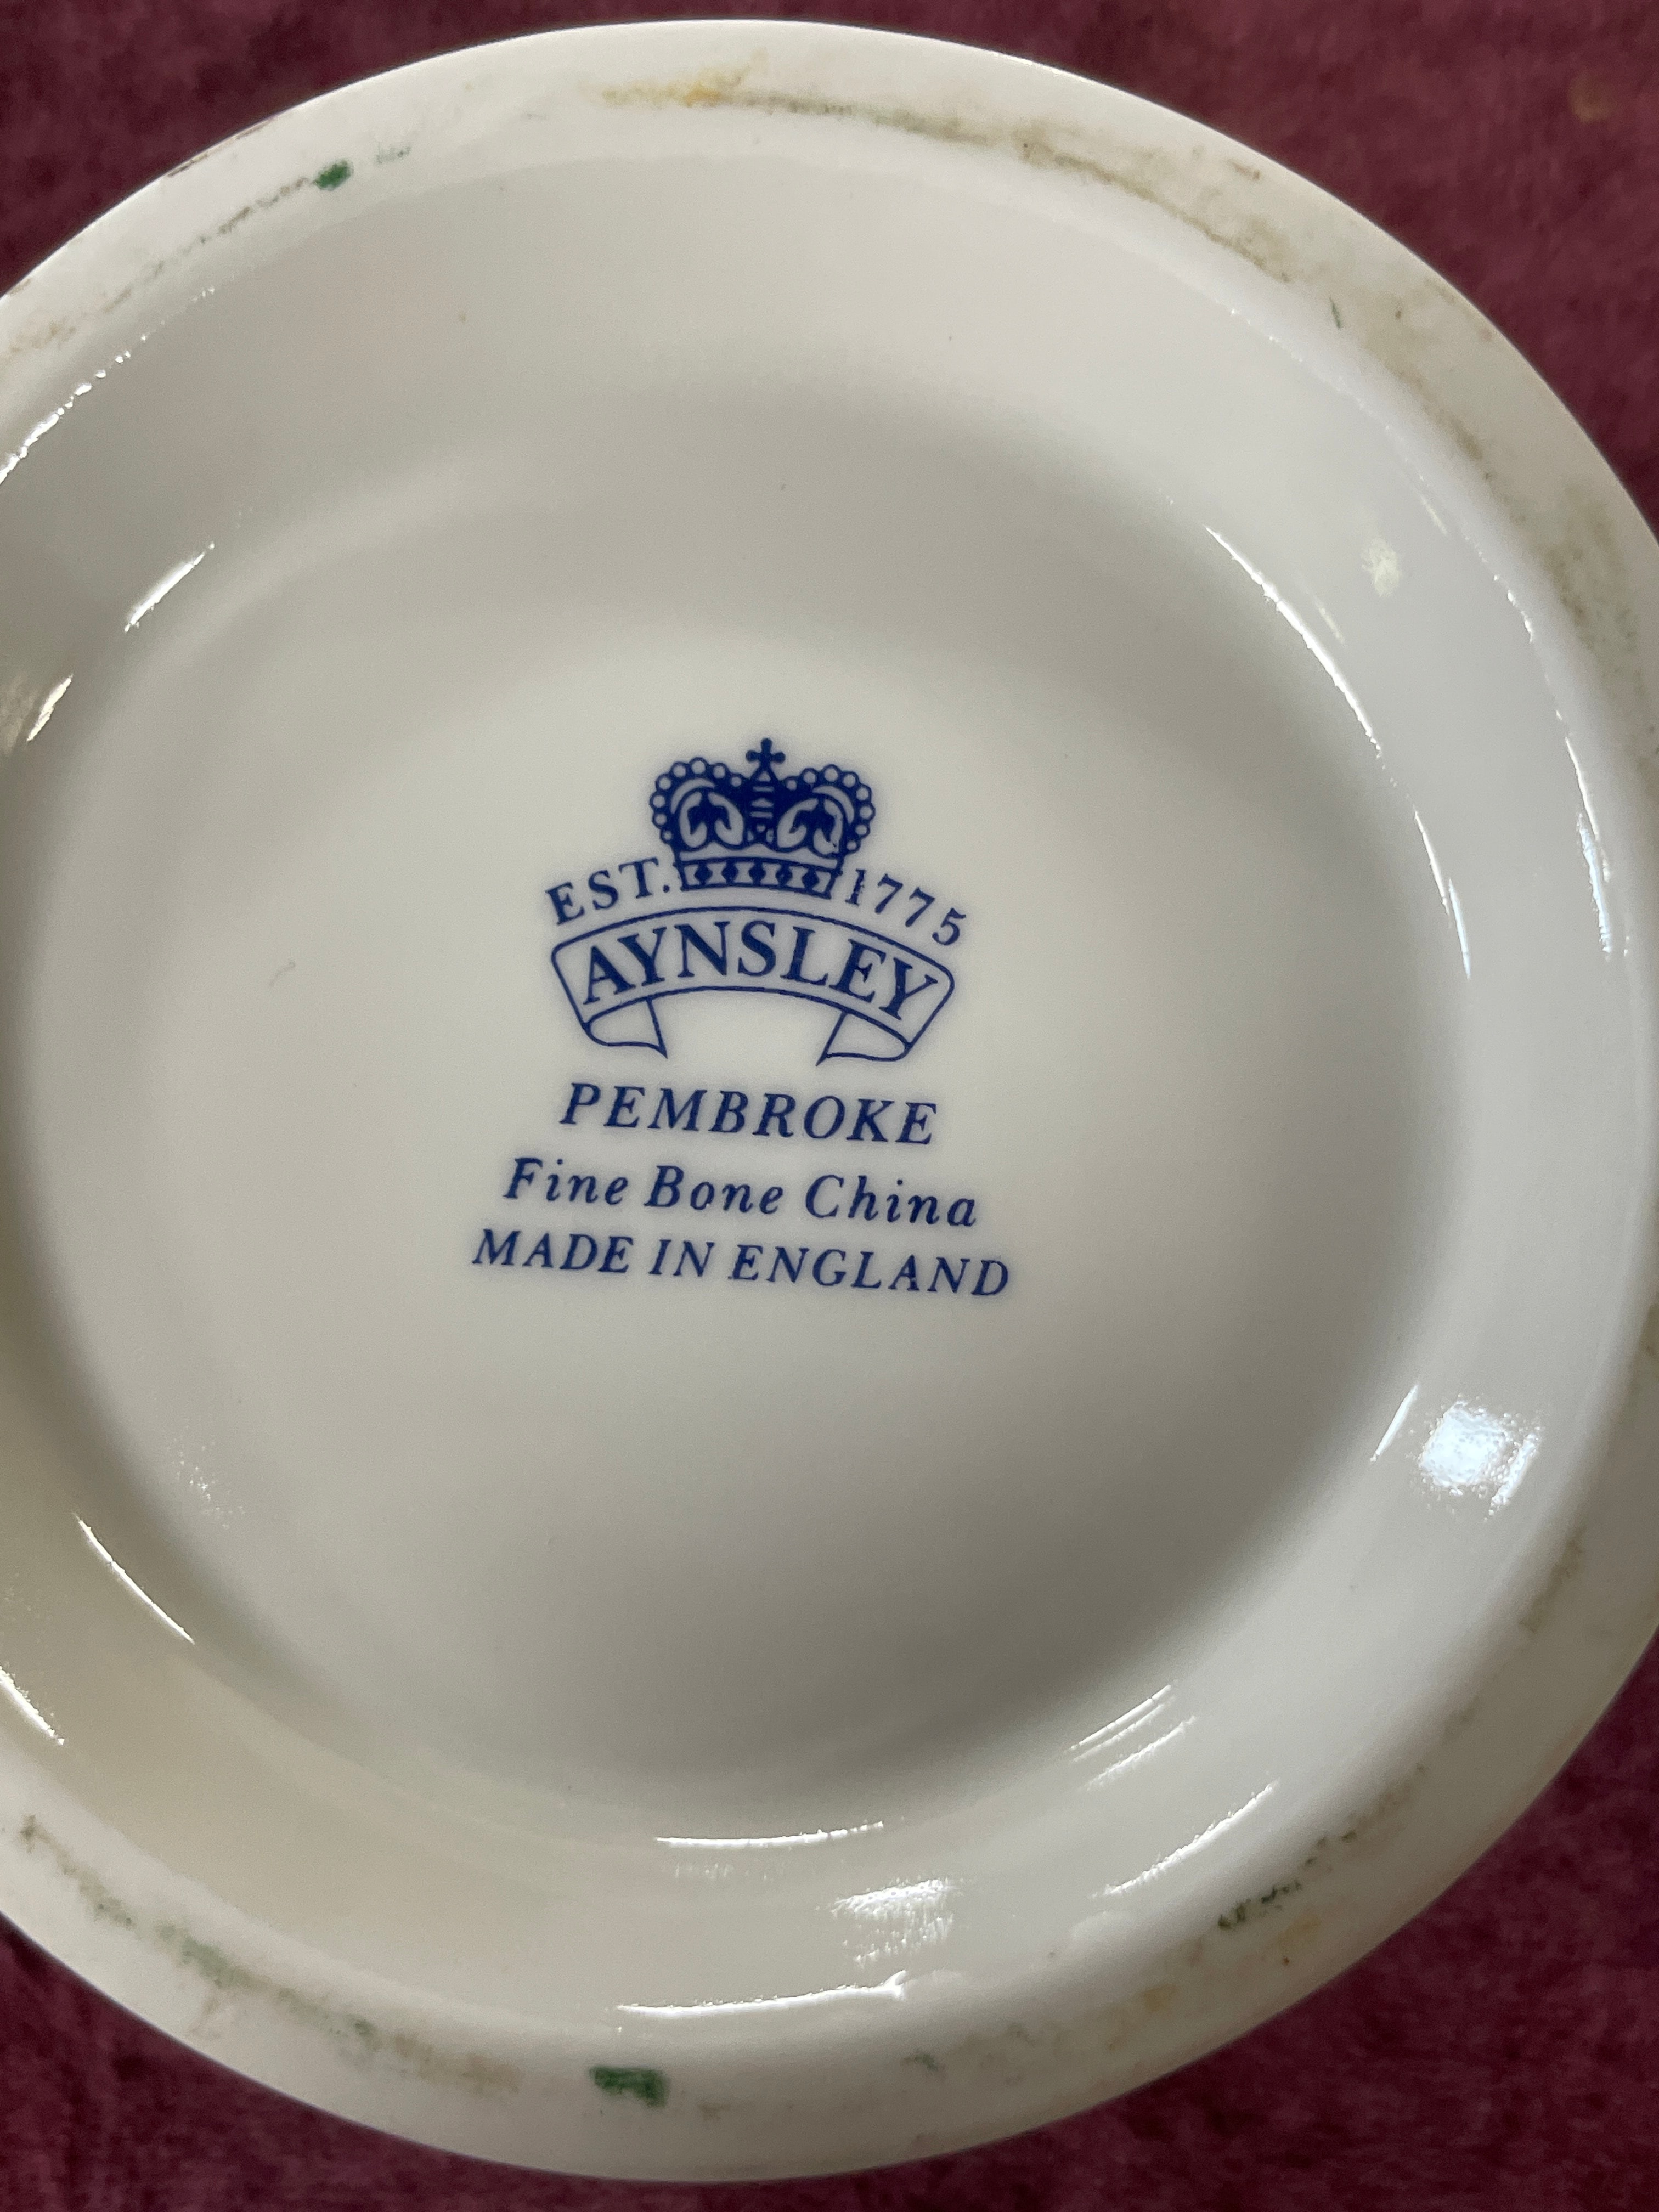 EST. 1775
AYNSLEY
PEMBROKE
Fine Bone China
MADE IN ENGLAND